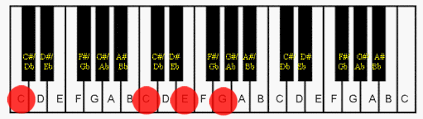 C#/ D#/ F#/ G#/ A# C#/ D# F#/ G#/ A#/ C# D# F#/ G#/ A#
Db Eb Gb Ab Bb Db Eb Gb Ab Bb Db Eb Gb Ab Bb
C D E F G A B C D E F G A B C D E F G A B C